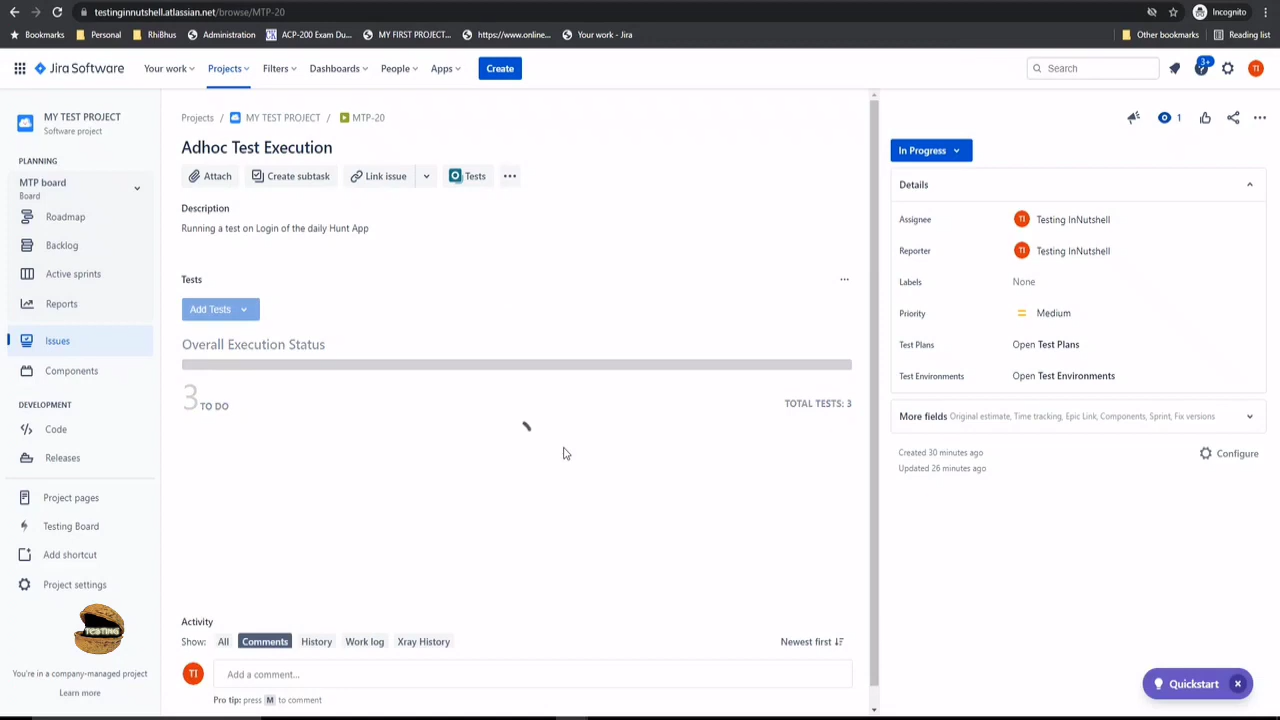 testinginnutshell.atlassian.net/browse/MTP-20
Incognito
Bookmarks Personal RhiBhus Administration ACP-200 Exam Du... MY FIRST PROJECT... https://www.online... Your work - Jira Other bookmarks Reading list
Jira Software Your work Projects Filters Dashboards People Apps Create Search 3+ TI
MY TEST PROJECT
Software project
PLANNING
MTP board
Board
Roadmap
Backlog
Active sprints
Reports
Issues
Components
DEVELOPMENT
Code
Releases
Project pages
Testing Board
Add shortcut
Project settings
TESTING
You're in a company-managed project
Learn more
Projects / MY TEST PROJECT / MTP-20
Adhoc Test Execution
Attach Create subtask Link issue Tests
Description
Running a test on Login of the daily Hunt App
Tests
Add Tests
Overall Execution Status
3 TO DO TOTAL TESTS: 3
Activity
Show: All Comments History Work log Xray History Newest first
TI Add a comment...
Pro tip: press M to comment
1
In Progress
Details
Assignee TI Testing InNutshell
Reporter TI Testing InNutshell
Labels None
Priority Medium
Test Plans Open Test Plans
Test Environments Open Test Environments
More fields Original estimate, Time tracking, Epic Link, Components, Sprint, Fix versions
Created 30 minutes ago Configure
Updated 26 minutes ago
Quickstart